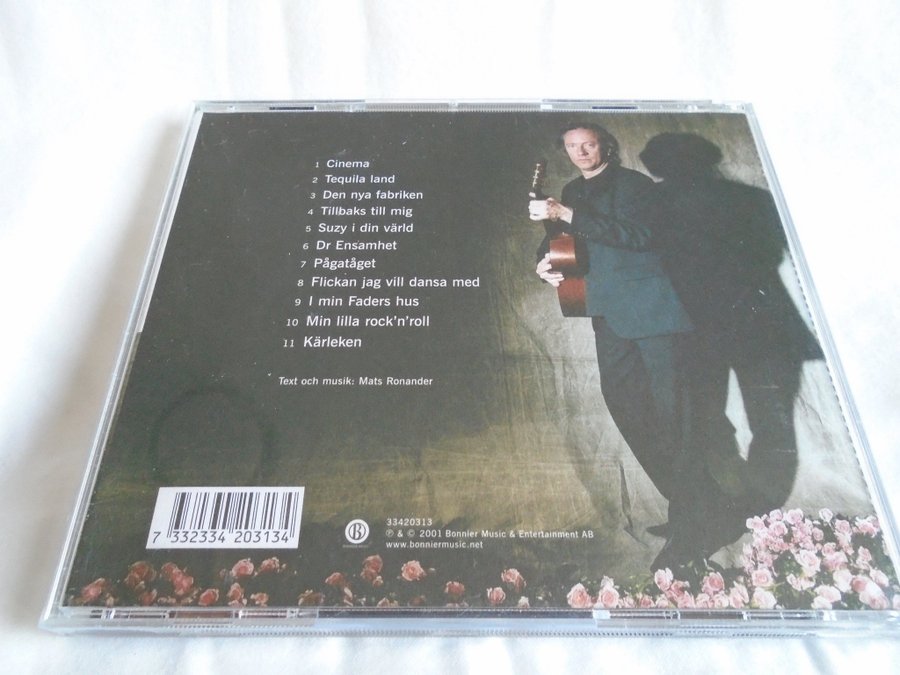 1 Cinema
2 Tequila land
3 Den nya fabriken
4 Tillbaks till mig
5 Suzy i din värld
6 Dr Ensamhet
7 Pågatåget
8 Flickan jag vill dansa med
9 I min Faders hus
10 Min lilla rock'n'roll
11 Kärleken
Text och musik: Mats Ronander
7 332334 203134
B
33420313
℗ & © 2001 Bonnier Music & Entertainment AB
www.bonniermusic.net